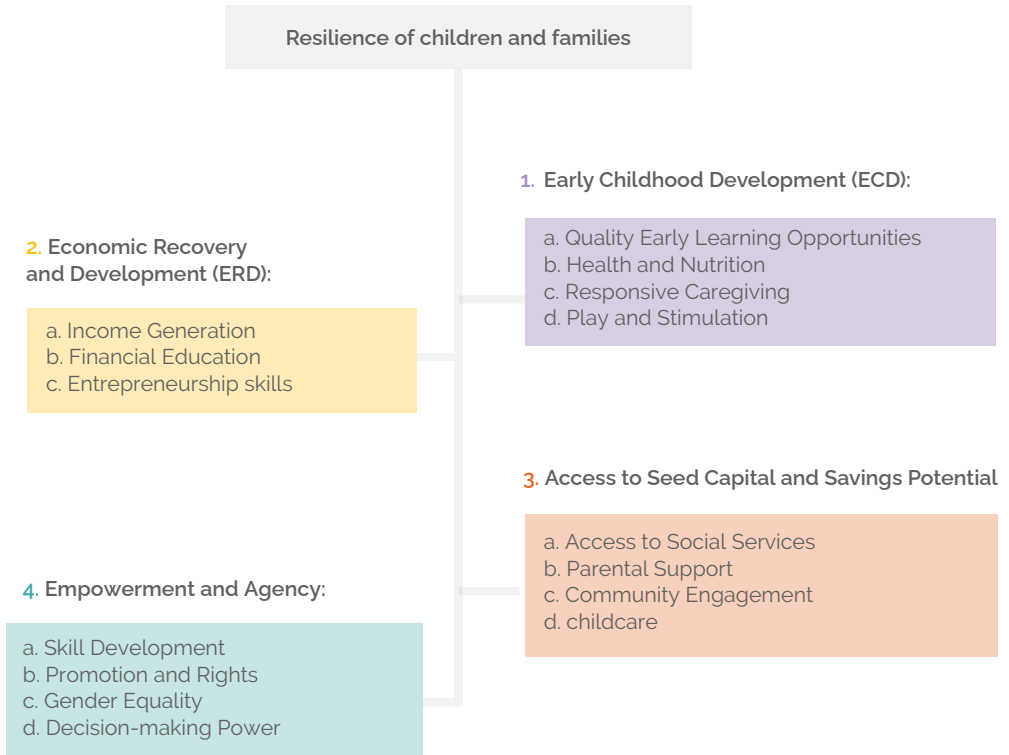 Resilience of children and families
1. Early Childhood Development (ECD):
a. Quality Early Learning Opportunities
b. Health and Nutrition
c. Responsive Caregiving
d. Play and Stimulation
2. Economic Recovery
and Development (ERD):
a. Income Generation
b. Financial Education
c. Entrepreneurship skills
3. Access to Seed Capital and Savings Potential
a. Access to Social Services
b. Parental Support
c. Community Engagement
d. childcare
4. Empowerment and Agency:
a. Skill Development
b. Promotion and Rights
c. Gender Equality
d. Decision-making Power